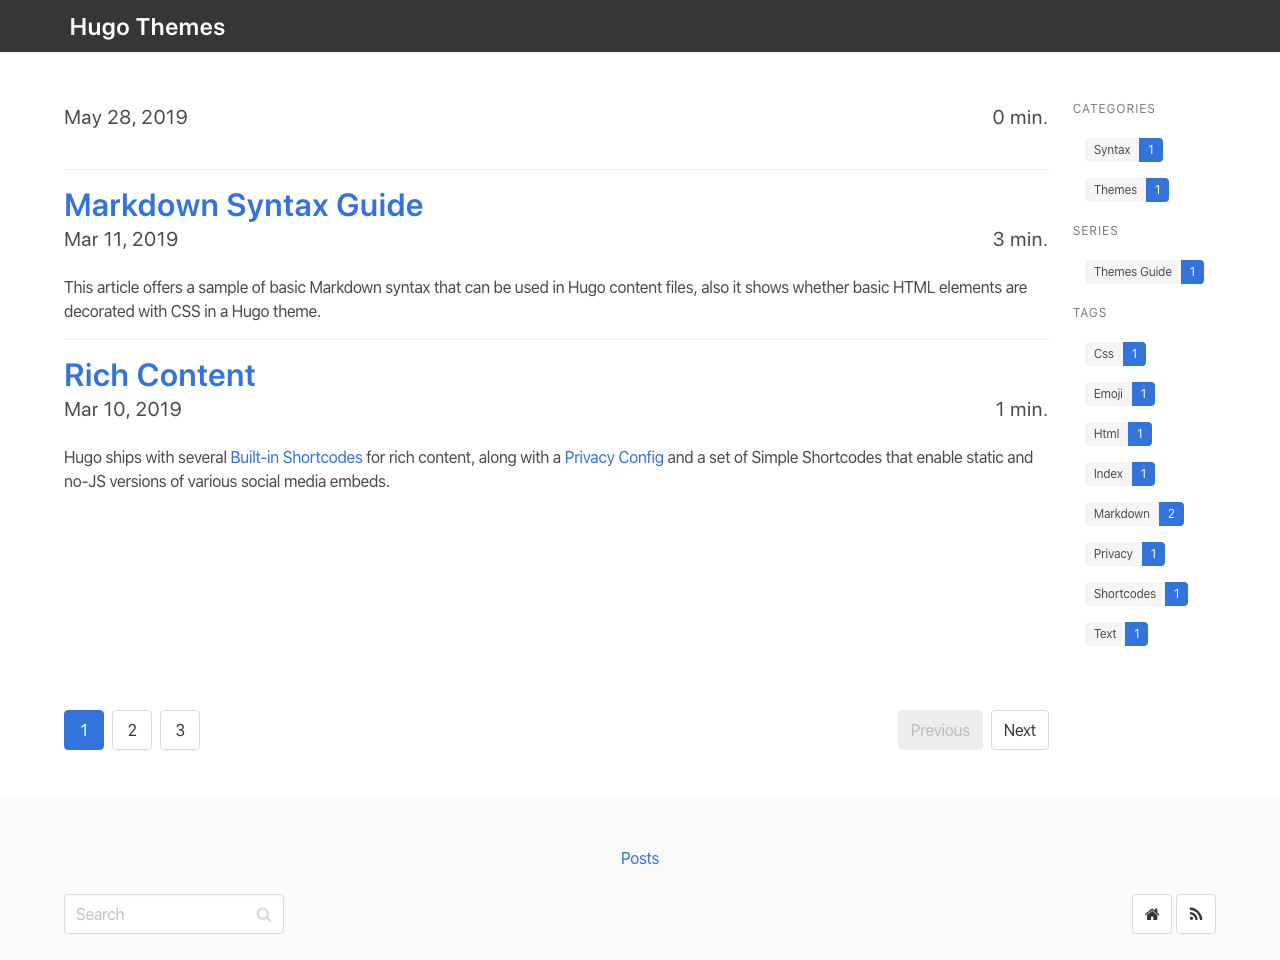 Hugo Themes
May 28, 2019 0 min.
Markdown Syntax Guide
Mar 11, 2019 3 min.
This article offers a sample of basic Markdown syntax that can be used in Hugo content files, also it shows whether basic HTML elements are
decorated with CSS in a Hugo theme.
Rich Content
Mar 10, 2019 1 min.
Hugo ships with several Built-in Shortcodes for rich content, along with a Privacy Config and a set of Simple Shortcodes that enable static and
no-JS versions of various social media embeds.
1 2 3 Previous Next
CATEGORIES
Syntax 1
Themes 1
SERIES
Themes Guide 1
TAGS
Css 1
Emoji 1
Html 1
Index 1
Markdown 2
Privacy 1
Shortcodes 1
Text 1
Posts
Search